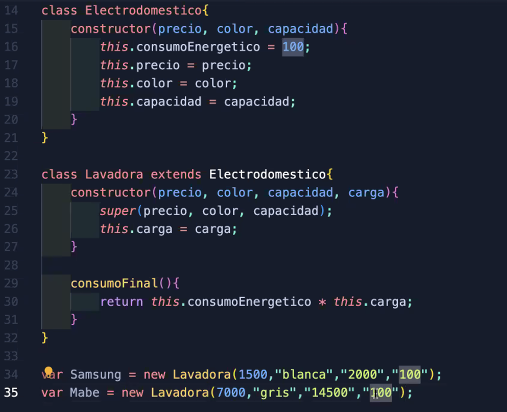 14 class Electrodomestico{
15     constructor(precio, color, capacidad){
16         this.consumoEnergetico = 100;
17         this.precio = precio;
18         this.color = color;
19         this.capacidad = capacidad;
20     }
21 }
22
23 class Lavadora extends Electrodomestico{
24     constructor(precio, color, capacidad, carga){
25         super(precio, color, capacidad);
26         this.carga = carga;
27     }
28
29     consumoFinal(){
30         return this.consumoEnergetico * this.carga;
31     }
32 }
33
34 var Samsung = new Lavadora(1500,"blanca","2000","100");
35 var Mabe = new Lavadora(7000,"gris","14500","100");